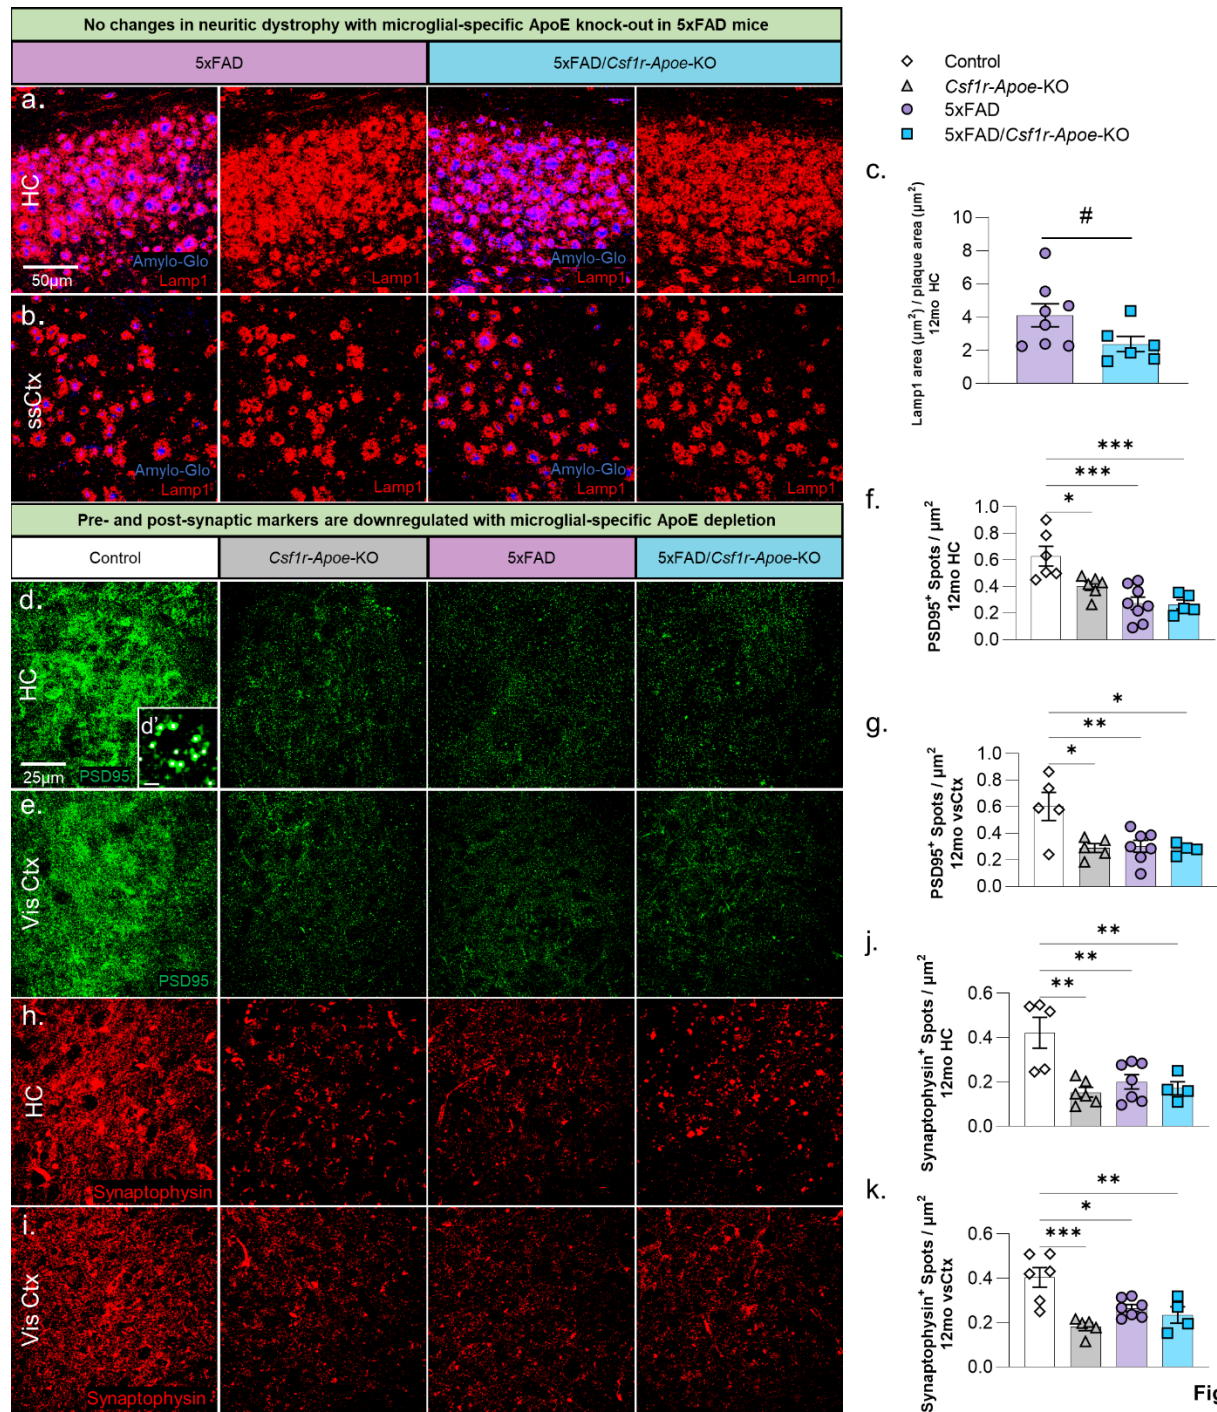 No changes in neuritic dystrophy with microglial-specific ApoE knock-out in 5xFAD mice
5xFAD
5xFAD/Csf1r-Apoe-KO
a.
HC
50µm
Amylo-Glo
Lamp1
Lamp1
Amylo-Glo
Lamp1
Lamp1
b.
ssCtx
Amylo-Glo
Lamp1
Lamp1
Amylo-Glo
Lamp1
Lamp1
Control
Csf1r-Apoe-KO
5xFAD
5xFAD/Csf1r-Apoe-KO
c.
Lamp1 area (µm²) / plaque area (µm²)
12mo HC
10
8
6
4
2
0
#
Pre- and post-synaptic markers are downregulated with microglial-specific ApoE depletion
Control
Csf1r-Apoe-KO
5xFAD
5xFAD/Csf1r-Apoe-KO
d.
HC
d'
25µm
PSD95
e.
Vis Ctx
PSD95
f.
PSD95⁺ Spots / µm²
12mo HC
1.0
0.8
0.6
0.4
0.2
0.0
***
***
*
g.
PSD95⁺ Spots / µm²
12mo vsCtx
1.0
0.8
0.6
0.4
0.2
0.0
*
**
*
h.
HC
Synaptophysin
i.
Vis Ctx
Synaptophysin
j.
Synaptophysin⁺ Spots / µm²
12mo HC
0.6
0.4
0.2
0.0
**
**
**
k.
Synaptophysin⁺ Spots / µm²
12mo vsCtx
0.6
0.4
0.2
0.0
**
*
***
Fig